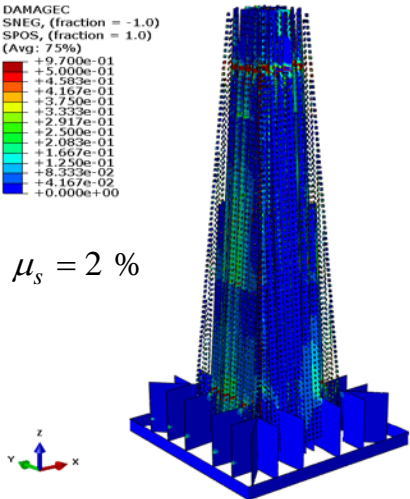 DAMAGEC
SNEG, (fraction = -1.0)
SPOS, (fraction = 1.0)
(Avg: 75%)
+9.700e-01
+5.000e-01
+4.583e-01
+4.167e-01
+3.750e-01
+3.333e-01
+2.917e-01
+2.500e-01
+2.083e-01
+1.667e-01
+1.250e-01
+8.333e-02
+4.167e-02
+0.000e+00
μs = 2 %
Z
Y
X